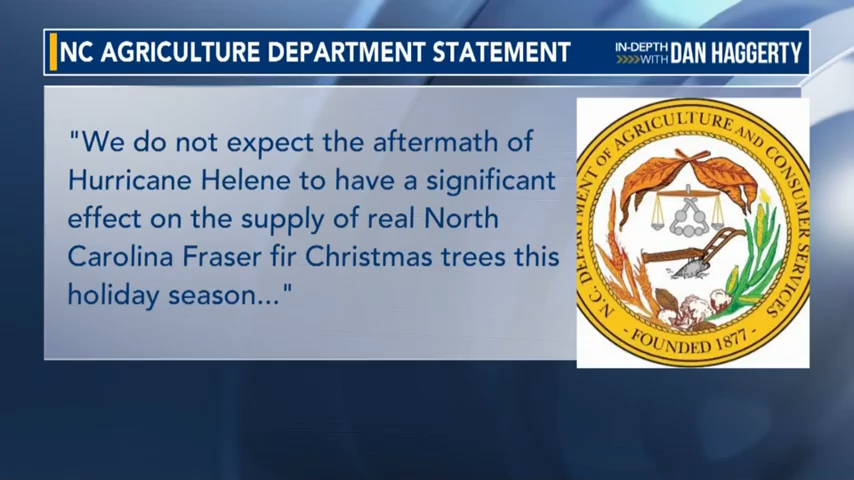 NC AGRICULTURE DEPARTMENT STATEMENT
IN-DEPTH
WITH
DAN HAGGERTY
"We do not expect the aftermath of
Hurricane Helene to have a significant
effect on the supply of real North
Carolina Fraser fir Christmas trees this
holiday season..."
N.C. DEPARTMENT OF AGRICULTURE AND CONSUMER SERVICES
- FOUNDED 1877 -